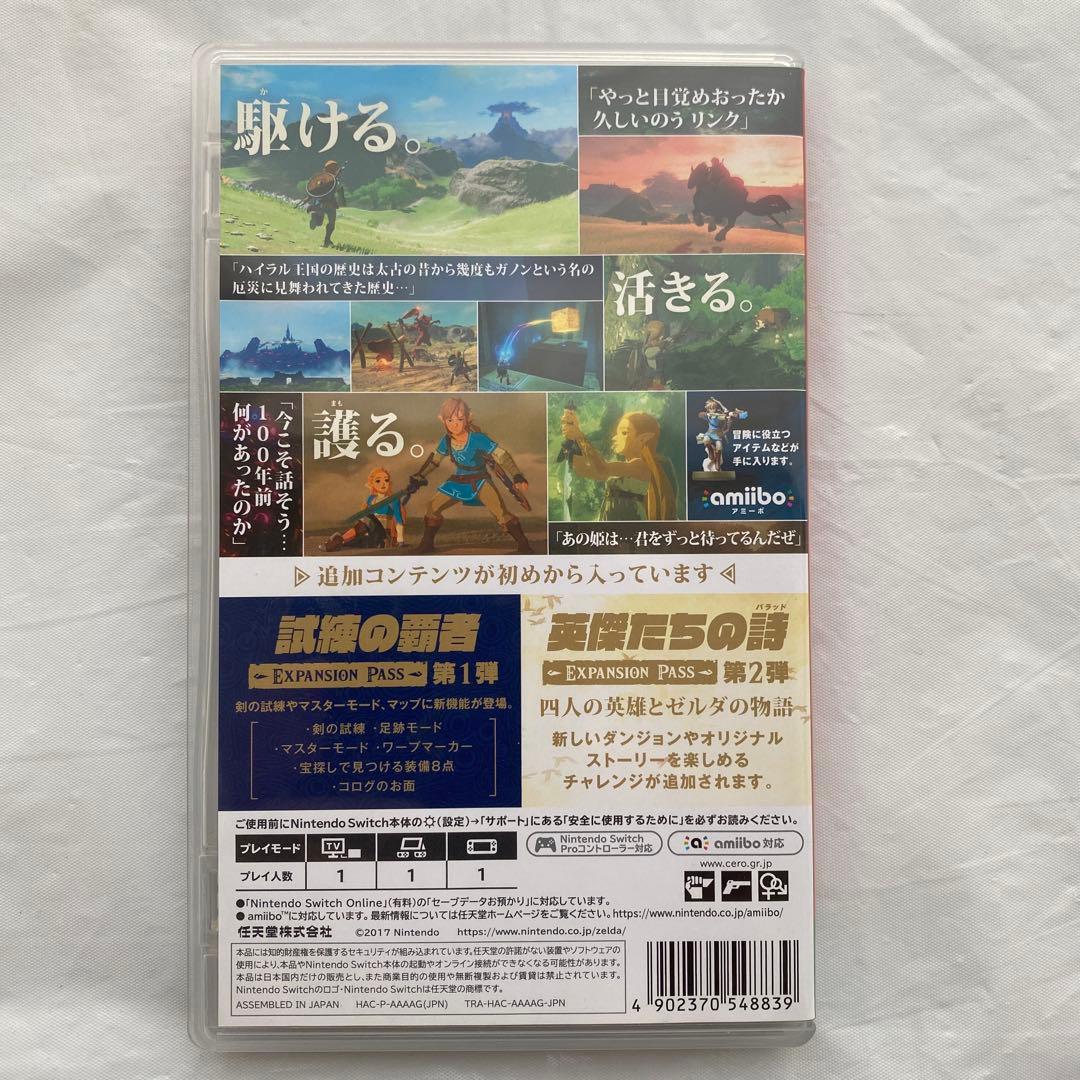 駆ける。
か
「やっと目覚めおったか
久しいのう リンク」
「ハイラル王国の歴史は太古の昔から幾度もガノンという名の
厄災に見舞われてきた歴史…」
活きる。
い
「今こそ話そう…
100年前
何があったのか」
護る。
まも
冒険に役立つ
アイテムなどが
手に入ります。
amiibo
アミーボ
「あの姫は…君をずっと待ってるんだぜ」
追加コンテンツが初めから入っています
試練の覇者
EXPANSION PASS 第1弾
剣の試練やマスターモード、マップに新機能が登場。
・剣の試練 ・足跡モード
・マスターモード ・ワープマーカー
・宝探しで見つける装備8点
・コログのお面
英傑たちの詩
バラッド
EXPANSION PASS 第2弾
四人の英雄とゼルダの物語
新しいダンジョンやオリジナル
ストーリーを楽しめる
チャレンジが追加されます。
ご使用前にNintendo Switch本体の(設定)→「サポート」にある「安全に使用するために」を必ずお読みください。
プレイモード TV
プレイ人数 1 1 1
Nintendo Switch
Proコントローラー対応
amiibo 対応
www.cero.gr.jp
●「Nintendo Switch Online」(有料)の「セーブデータお預かり」に対応しています。
● amiibo™に対応しています。最新情報については任天堂ホームページをご覧ください。https://www.nintendo.co.jp/amiibo/
任天堂株式会社 ©2017 Nintendo https://www.nintendo.co.jp/zelda/
本品には知的財産権を保護するセキュリティが組み込まれています。任天堂の許諾がない装置やソフトウェアの
使用により、本品やNintendo Switch本体の起動やオンライン接続ができなくなる可能性があります。
本品は日本国内だけの販売とし、また商業目的の使用や無断複製および賃貸は禁止されています。
Nintendo Switchのロゴ・Nintendo Switchは任天堂の商標です。
ASSEMBLED IN JAPAN HAC-P-AAAAG(JPN) TRA-HAC-AAAAG-JPN
4 902370 548839